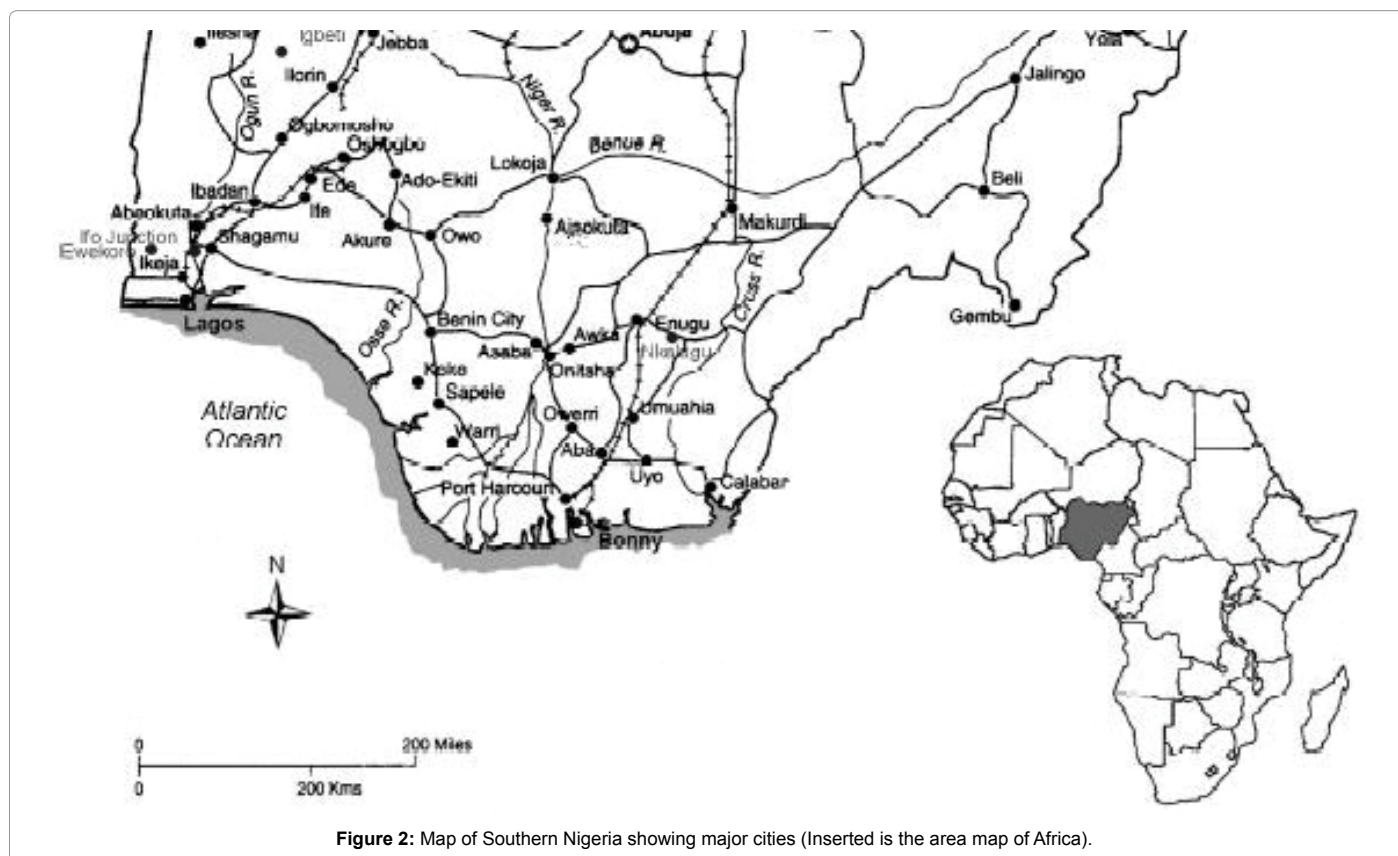 Igbeti
Jebba
Abuja
Yola
Ilorin
Ogun R.
Niger R.
Jalingo
Ogbomosho
Oshogbo
Benue R.
Lokoja
Ede
Ado-Ekiti
Beli
Ibadan
Ife
Abeokuta
Ajaokuta
Makurdi
Ifo Junction
Shagamu
Akure
Owo
Ewekoro
Ikeja
Cross R.
Gembu
Lagos
Osse R.
Benin City
Enugu
Awka
Asaba
Nkalagu
Onitsha
Koko
Sapele
Atlantic
Ocean
Owerri
Umuahia
Warri
Aba
Uyo
Port Harcourt
Calabar
Bonny
N
0 200 Miles
0 200 Kms
Figure 2: Map of Southern Nigeria showing major cities (Inserted is the area map of Africa).